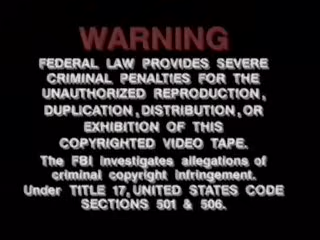 WARNING
FEDERAL LAW PROVIDES SEVERE
CRIMINAL PENALTIES FOR THE
UNAUTHORIZED REPRODUCTION,
DUPLICATION, DISTRIBUTION, OR
EXHIBITION OF THIS
COPYRIGHTED VIDEO TAPE.
The FBI investigates allegations of
criminal copyright infringement.
Under TITLE 17, UNITED STATES CODE
SECTIONS 501 & 506.